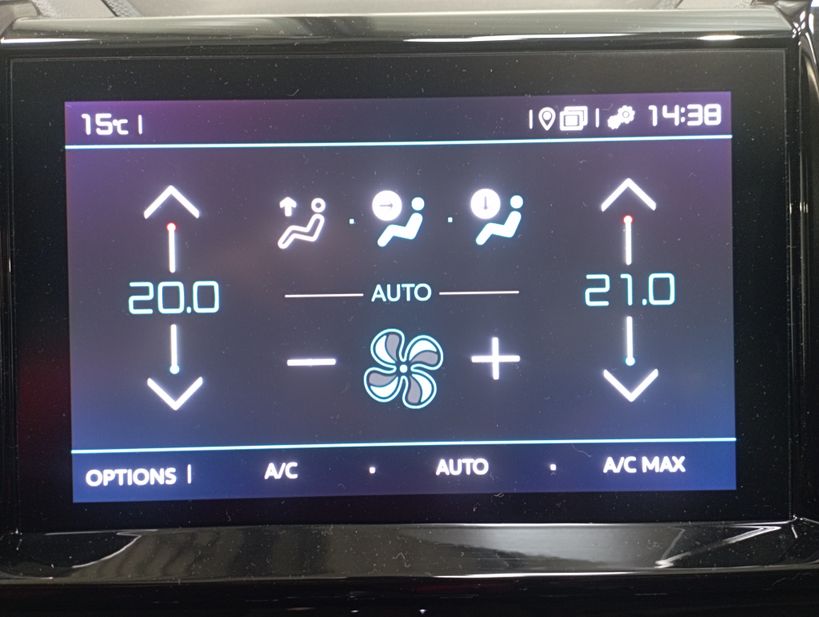 15°C
14:38
20.0
AUTO
21.0
OPTIONS
A/C
AUTO
A/C MAX